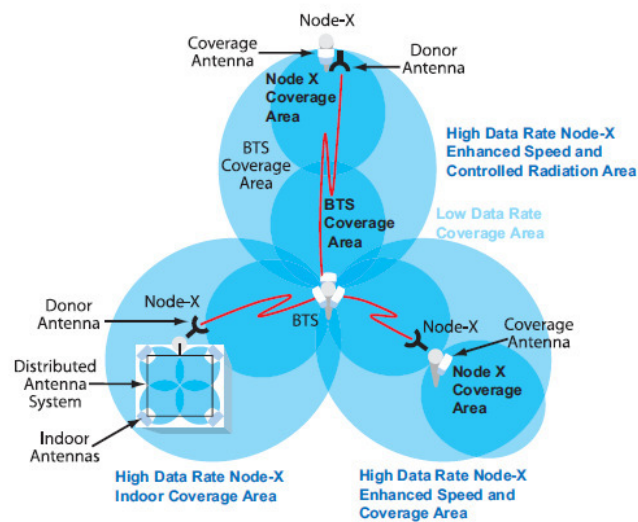 Node-X
Coverage
Antenna
Donor
Antenna
Node X
Coverage
Area
BTS
Coverage
Area
High Data Rate Node-X
Enhanced Speed and
Controlled Radiation Area
BTS
Coverage
Area
Low Data Rate
Coverage Area
Donor
Antenna
Node-X
BTS
Node-X
Coverage
Antenna
Distributed
Antenna
System
Node X
Coverage
Area
Indoor
Antennas
High Data Rate Node-X
Indoor Coverage Area
High Data Rate Node-X
Enhanced Speed and
Coverage Area